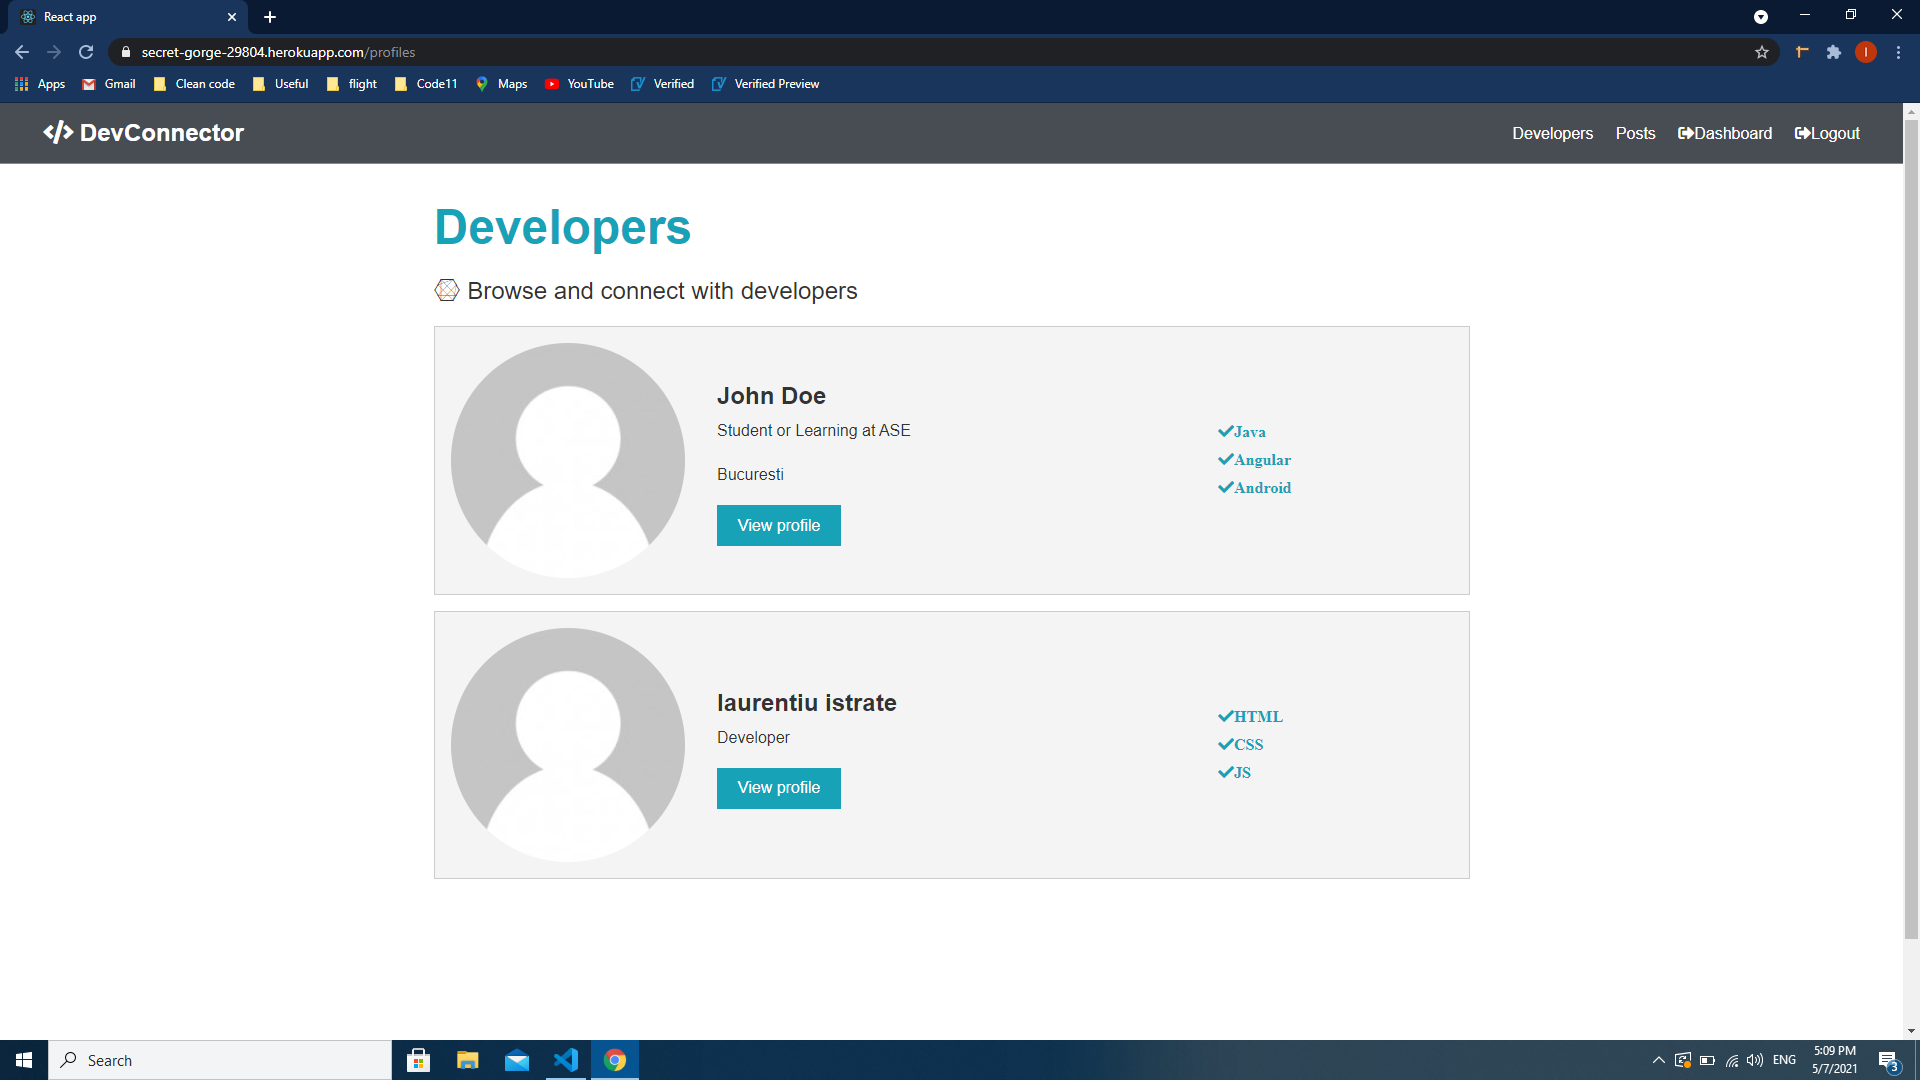 React app
secret-gorge-29804.herokuapp.com/profiles
Apps Gmail Clean code Useful flight Code11 Maps YouTube Verified Verified Preview
</> DevConnector Developers Posts Dashboard Logout
Developers
Browse and connect with developers
John Doe
Student or Learning at ASE
Bucuresti
View profile
Java
Angular
Android
laurentiu istrate
Developer
View profile
HTML
CSS
JS
Search
ENG
5:09 PM
5/7/2021
3
I